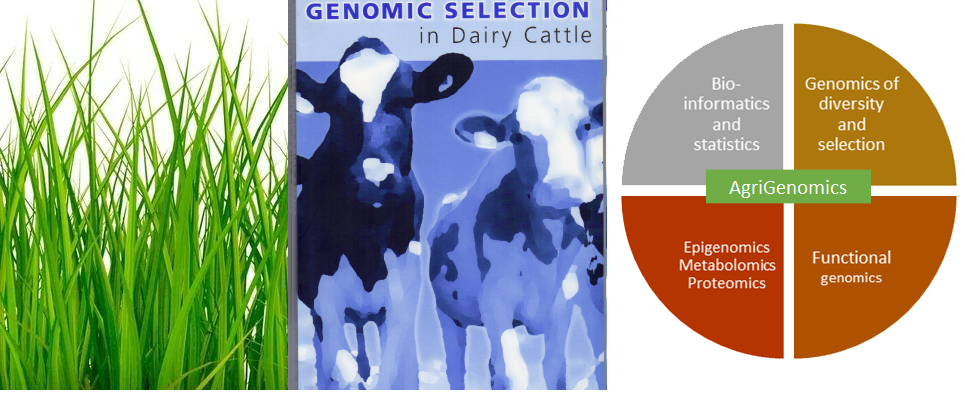 GENOMIC SELECTION
in Dairy Cattle
Bio-
informatics
and
statistics
Genomics of
diversity
and
selection
AgriGenomics
Epigenomics
Metabolomics
Proteomics
Functional
genomics